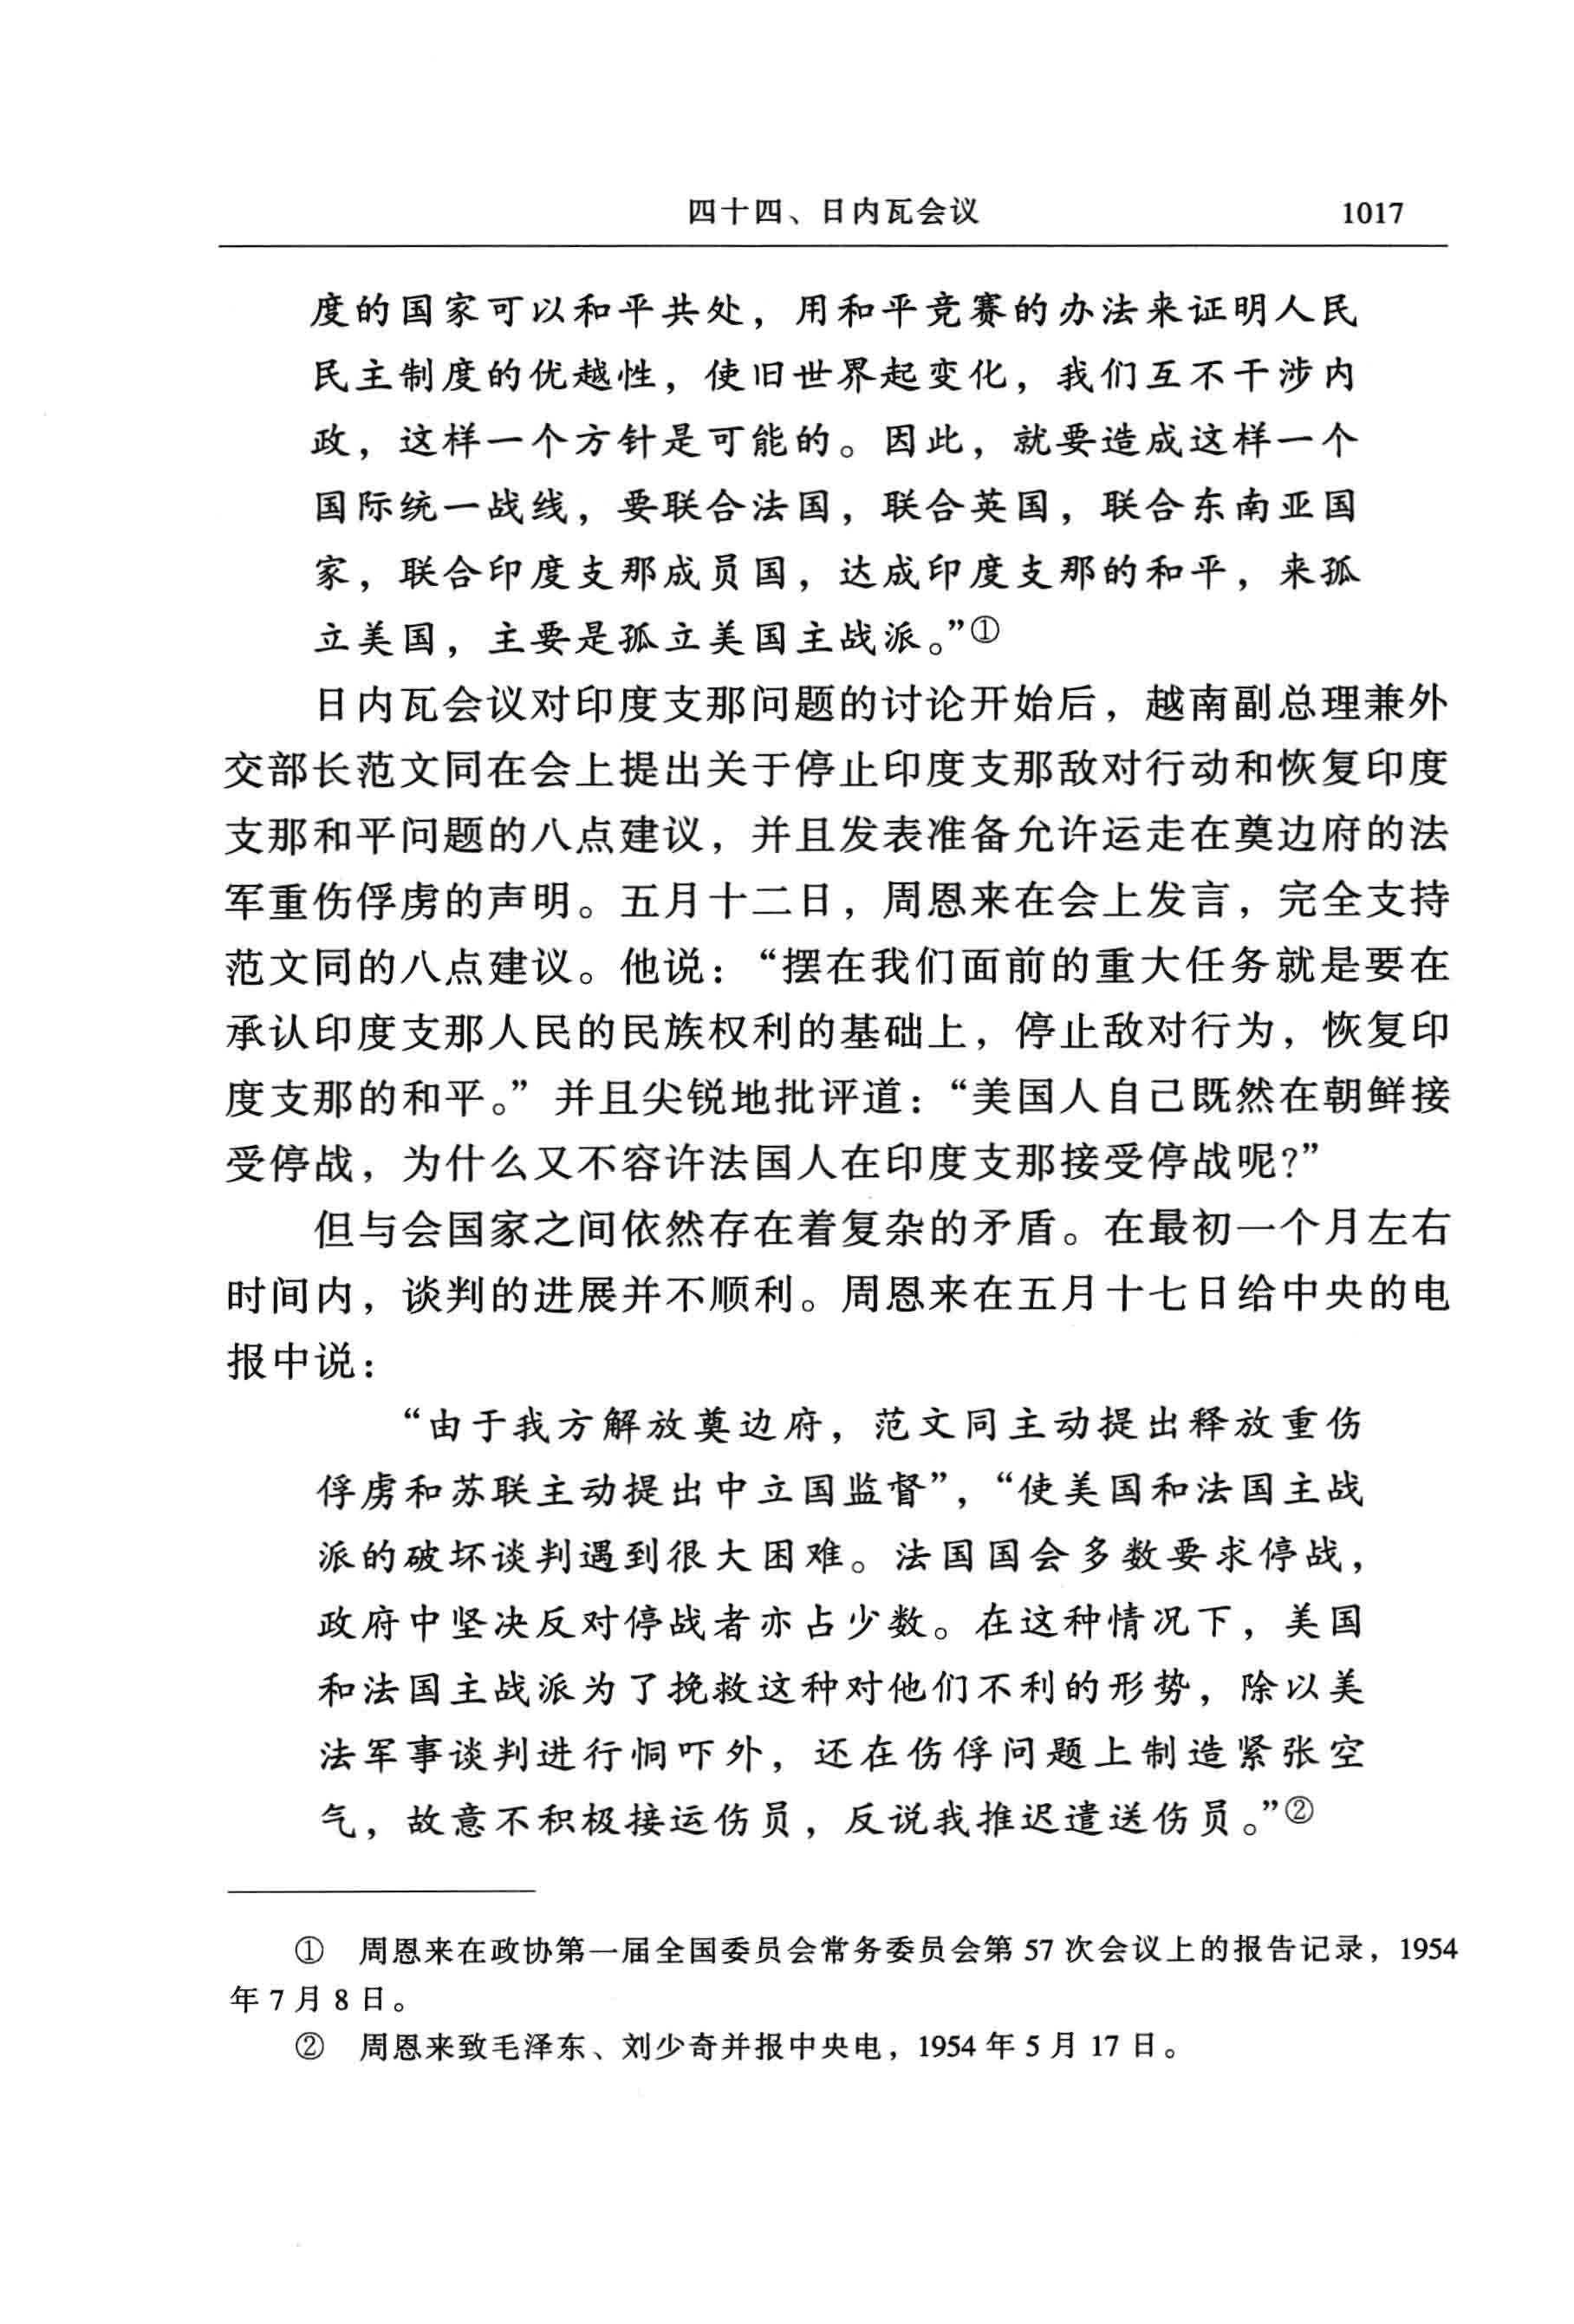 四十四、日内瓦会议 1017
度的国家可以和平共处，用和平竞赛的办法来证明人民
民主制度的优越性，使旧世界起变化，我们互不干涉内
政，这样一个方针是可能的。因此，就要造成这样一个
国际统一战线，要联合法国，联合英国，联合东南亚国
家，联合印度支那成员国，达成印度支那的和平，来孤
立美国，主要是孤立美国主战派。”①
日内瓦会议对印度支那问题的讨论开始后，越南副总理兼外
交部长范文同在会上提出关于停止印度支那敌对行动和恢复印度
支那和平问题的八点建议，并且发表准备允许运走在奠边府的法
军重伤俘虏的声明。五月十二日，周恩来在会上发言，完全支持
范文同的八点建议。他说：“摆在我们面前的重大任务就是要在
承认印度支那人民的民族权利的基础上，停止敌对行为，恢复印
度支那的和平。”并且尖锐地批评道：“美国人自己既然在朝鲜接
受停战，为什么又不容许法国人在印度支那接受停战呢?”
但与会国家之间依然存在着复杂的矛盾。在最初一个月左右
时间内，谈判的进展并不顺利。周恩来在五月十七日给中央的电
报中说：
“由于我方解放奠边府，范文同主动提出释放重伤
俘虏和苏联主动提出中立国监督”，“使美国和法国主战
派的破坏谈判遇到很大困难。法国国会多数要求停战，
政府中坚决反对停战者亦占少数。在这种情况下，美国
和法国主战派为了挽救这种对他们不利的形势，除以美
法军事谈判进行恫吓外，还在伤俘问题上制造紧张空
气，故意不积极接运伤员，反说我推迟遣送伤员。”②
① 周恩来在政协第一届全国委员会常务委员会第 57 次会议上的报告记录，1954
年 7 月 8 日。
② 周恩来致毛泽东、刘少奇并报中央电，1954 年 5 月 17 日。